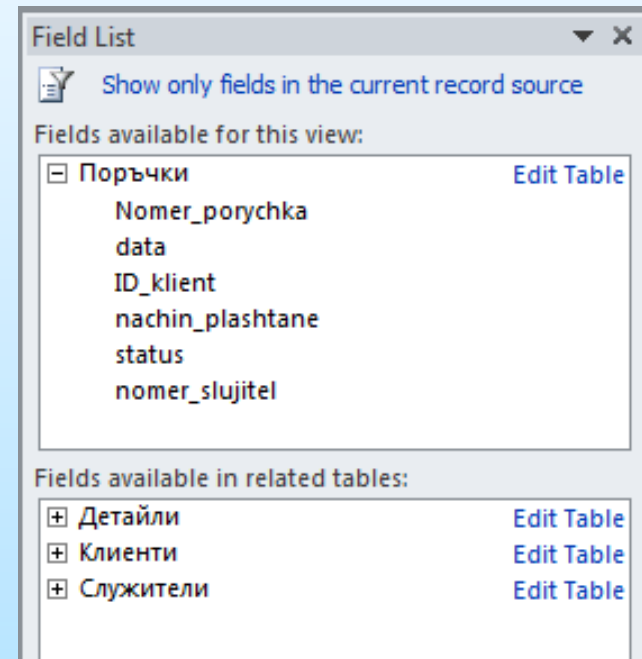 Field List
Show only fields in the current record source
Fields available for this view:
Поръчки Edit Table
Nomer_porychka
data
ID_klient
nachin_plashtane
status
nomer_slujitel
Fields available in related tables:
Детайли Edit Table
Клиенти Edit Table
Служители Edit Table